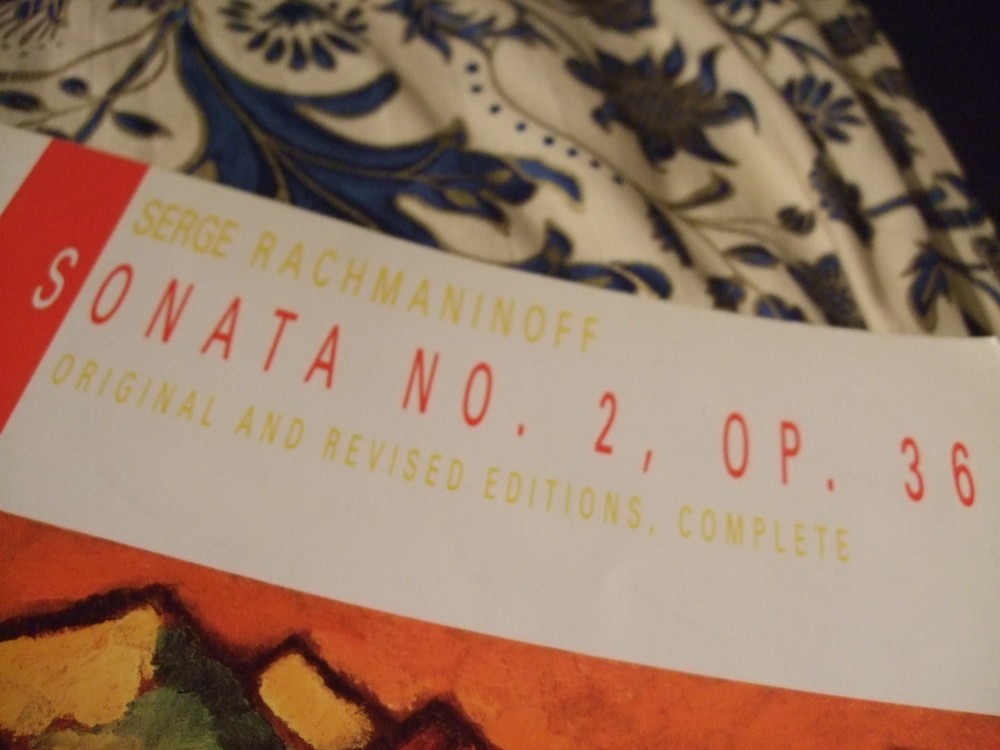 SERGE RACHMANINOFF
SONATA NO. 2, OP. 36
ORIGINAL AND REVISED EDITIONS, COMPLETE